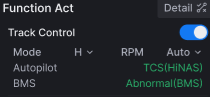 Function Act Detail
Track Control
Mode H RPM Auto
Autopilot TCS(HiNAS)
BMS Abnormal(BMS)